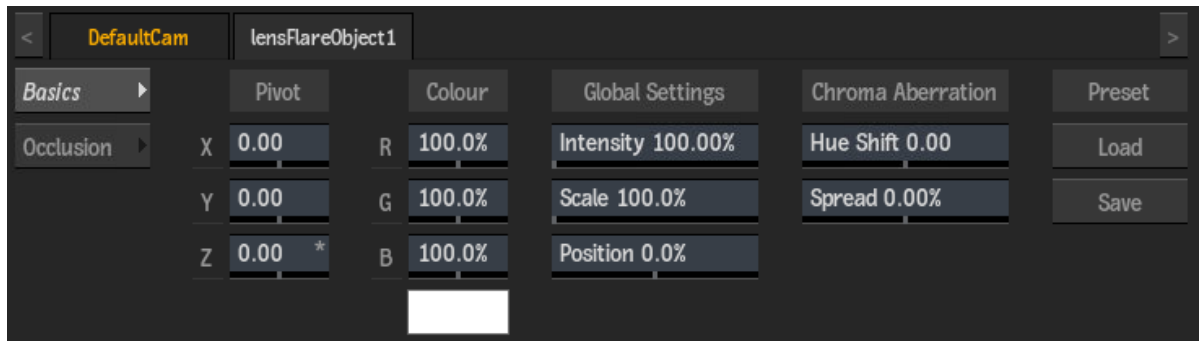 < DefaultCam lensFlareObject1 >
Basics Pivot Colour Global Settings Chroma Aberration Preset
Occlusion X 0.00 R 100.0% Intensity 100.00% Hue Shift 0.00 Load
Y 0.00 G 100.0% Scale 100.0% Spread 0.00% Save
Z 0.00 * B 100.0% Position 0.0%